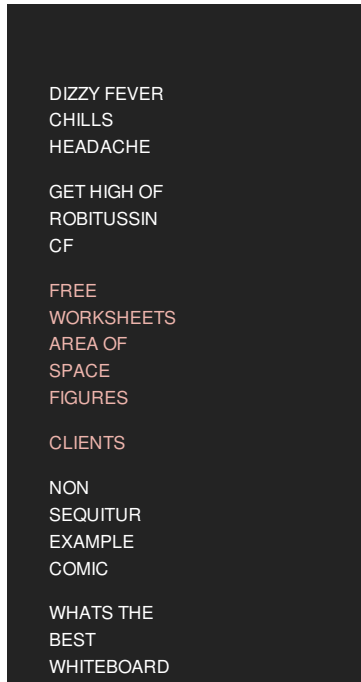 DIZZY FEVER
CHILLS
HEADACHE
GET HIGH OF
ROBITUSSIN
CF
FREE
WORKSHEETS
AREA OF
SPACE
FIGURES
CLIENTS
NON
SEQUITUR
EXAMPLE
COMIC
WHATS THE
BEST
WHITEBOARD